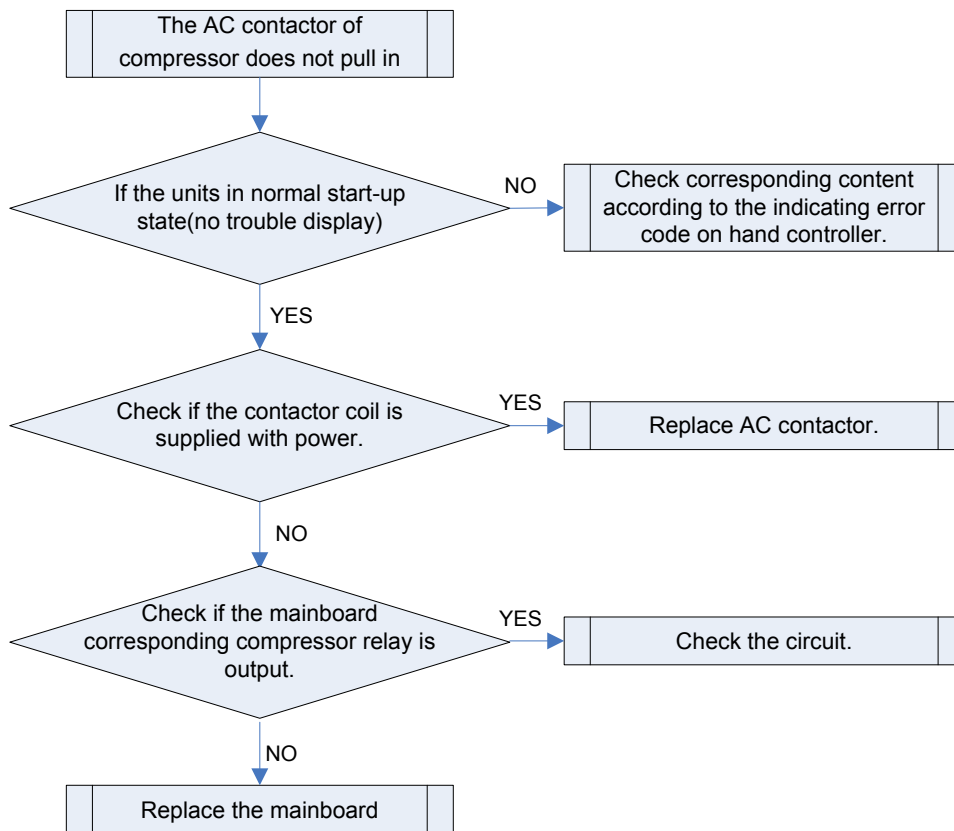 The AC contactor of
compressor does not pull in
If the units in normal start-up
state(no trouble display)
NO
Check corresponding content
according to the indicating error
code on hand controller.
YES
Check if the contactor coil is
supplied with power.
YES
Replace AC contactor.
NO
Check if the mainboard
corresponding compressor relay is
output.
YES
Check the circuit.
NO
Replace the mainboard